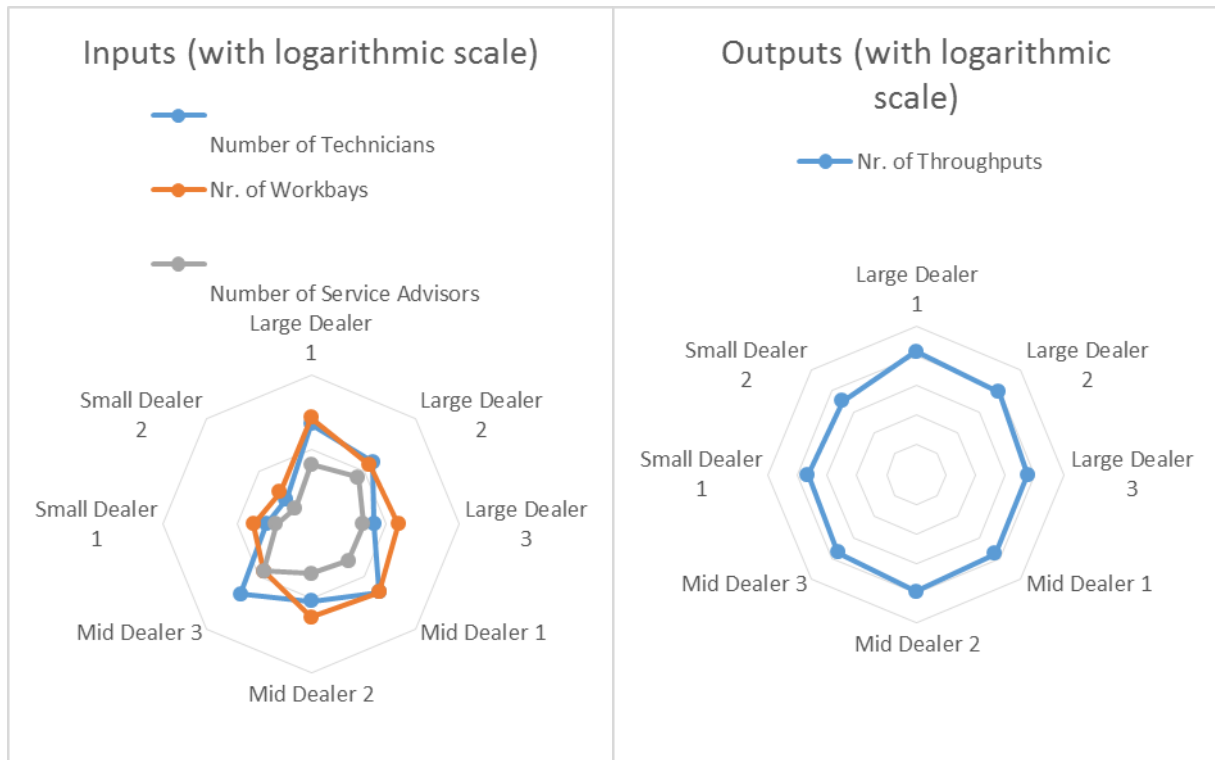 Inputs (with logarithmic scale)
Number of Technicians
Nr. of Workbays
Number of Service Advisors
Large Dealer
1
Small Dealer
2
Large Dealer
2
Small Dealer
1
Large Dealer
3
Mid Dealer 3
Mid Dealer 1
Mid Dealer 2
Outputs (with logarithmic
scale)
Nr. of Throughputs
Large Dealer
1
Small Dealer
2
Large Dealer
2
Small Dealer
1
Large Dealer
3
Mid Dealer 3
Mid Dealer 1
Mid Dealer 2